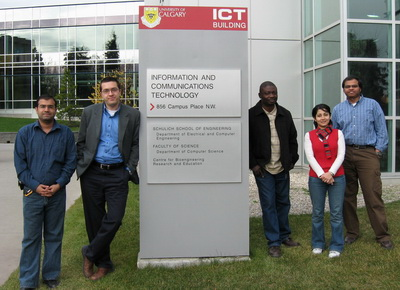 UNIVERSITY OF
CALGARY
ICT
BUILDING
INFORMATION AND
COMMUNICATIONS
TECHNOLOGY
856 Campus Place N.W.
SCHULICH SCHOOL OF ENGINEERING
Department of Electrical and Computer
Engineering
FACULTY OF SCIENCE
Department of Computer Science
Centre for Bioengineering
Research and Education